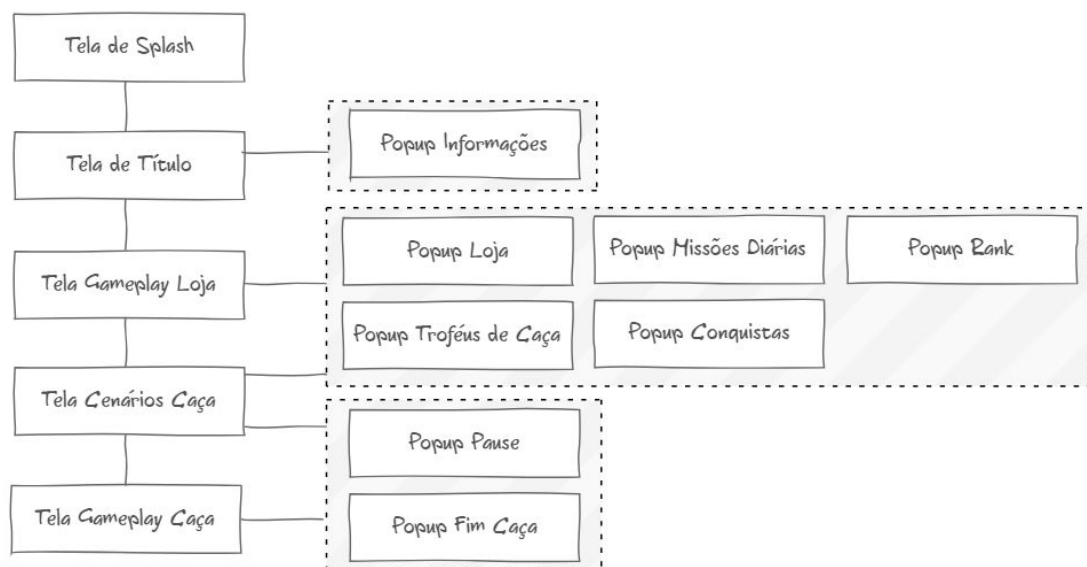 Tela de Splash
Tela de Título
Popup Informações
Tela Gameplay Loja
Popup Loja
Popup Missões Diárias
Popup Rank
Popup Troféus de Caça
Popup Conquistas
Tela Cenários Caça
Popup Pause
Tela Gameplay Caça
Popup Fim Caça